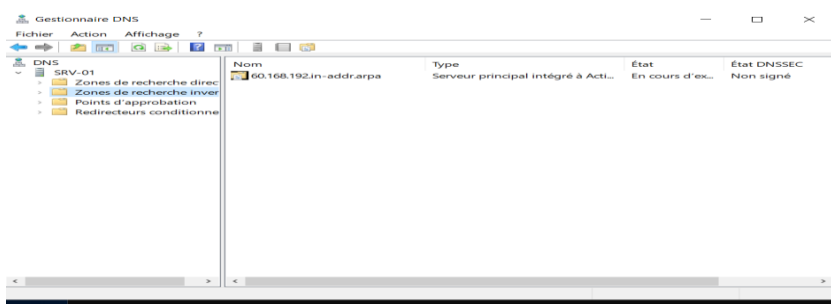 Gestionnaire DNS
Fichier Action Affichage ?
DNS
SRV-01
Zones de recherche direc
Zones de recherche inver
Points d'approbation
Redirecteurs conditionne
Nom Type État État DNSSEC
60.168.192.in-addr.arpa Serveur principal intégré à Acti... En cours d'ex... Non signé